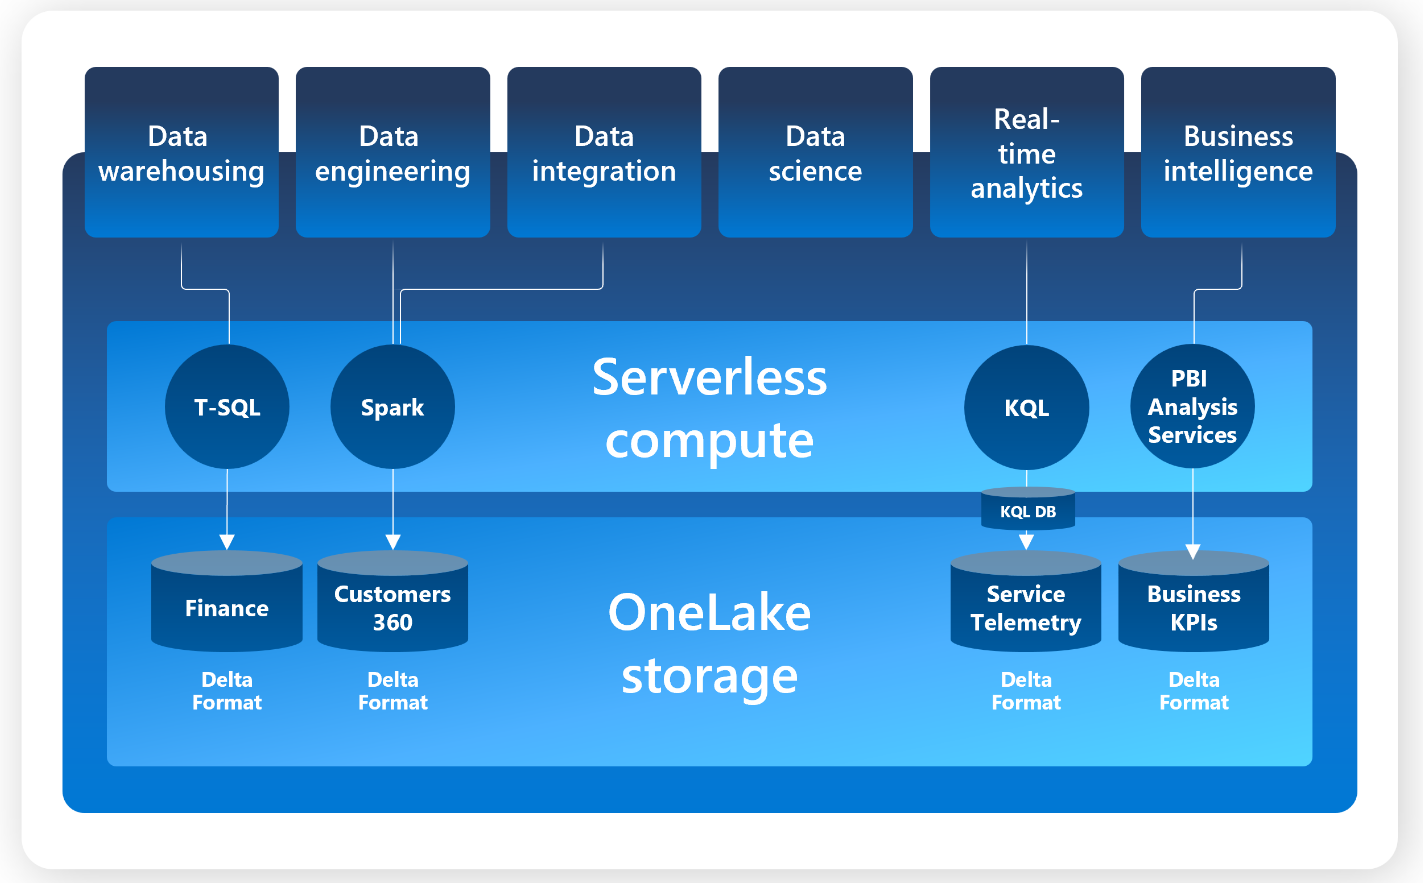 Data
warehousing
Data
engineering
Data
integration
Data
science
Real-
time
analytics
Business
intelligence
Serverless
compute
T-SQL
Spark
KQL
PBI
Analysis
Services
KQL DB
OneLake
storage
Finance
Customers
360
Service
Telemetry
Business
KPIs
Delta
Format
Delta
Format
Delta
Format
Delta
Format